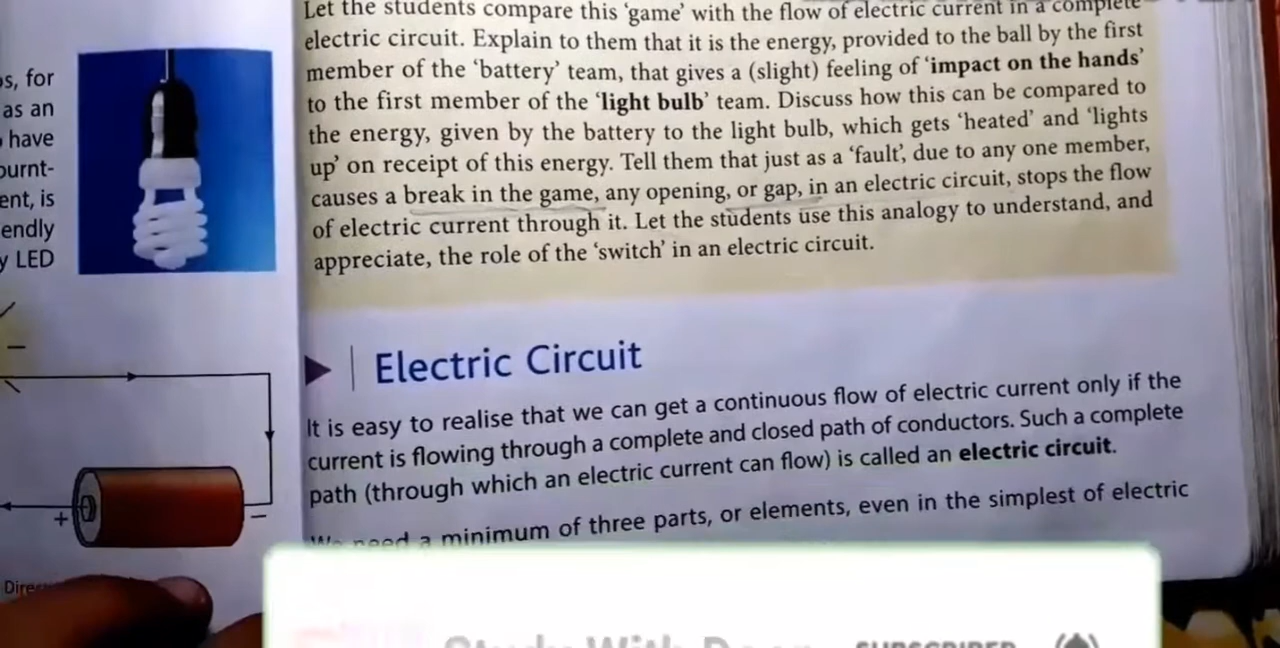 s, for
as an
have
burnt-
ent, is
endly
y LED
Let the students compare this ‘game’ with the flow of electric current in a complete
electric circuit. Explain to them that it is the energy, provided to the ball by the first
member of the ‘battery’ team, that gives a (slight) feeling of ‘impact on the hands’
to the first member of the ‘light bulb’ team. Discuss how this can be compared to
the energy, given by the battery to the light bulb, which gets ‘heated’ and ‘lights
up’ on receipt of this energy. Tell them that just as a ‘fault’, due to any one member,
causes a break in the game, any opening, or gap, in an electric circuit, stops the flow
of electric current through it. Let the students use this analogy to understand, and
appreciate, the role of the ‘switch’ in an electric circuit.
Electric Circuit
It is easy to realise that we can get a continuous flow of electric current only if the
current is flowing through a complete and closed path of conductors. Such a complete
path (through which an electric current can flow) is called an electric circuit.
We need a minimum of three parts, or elements, even in the simplest of electric
+ −
Dire
Study With
SUBSCRIBED